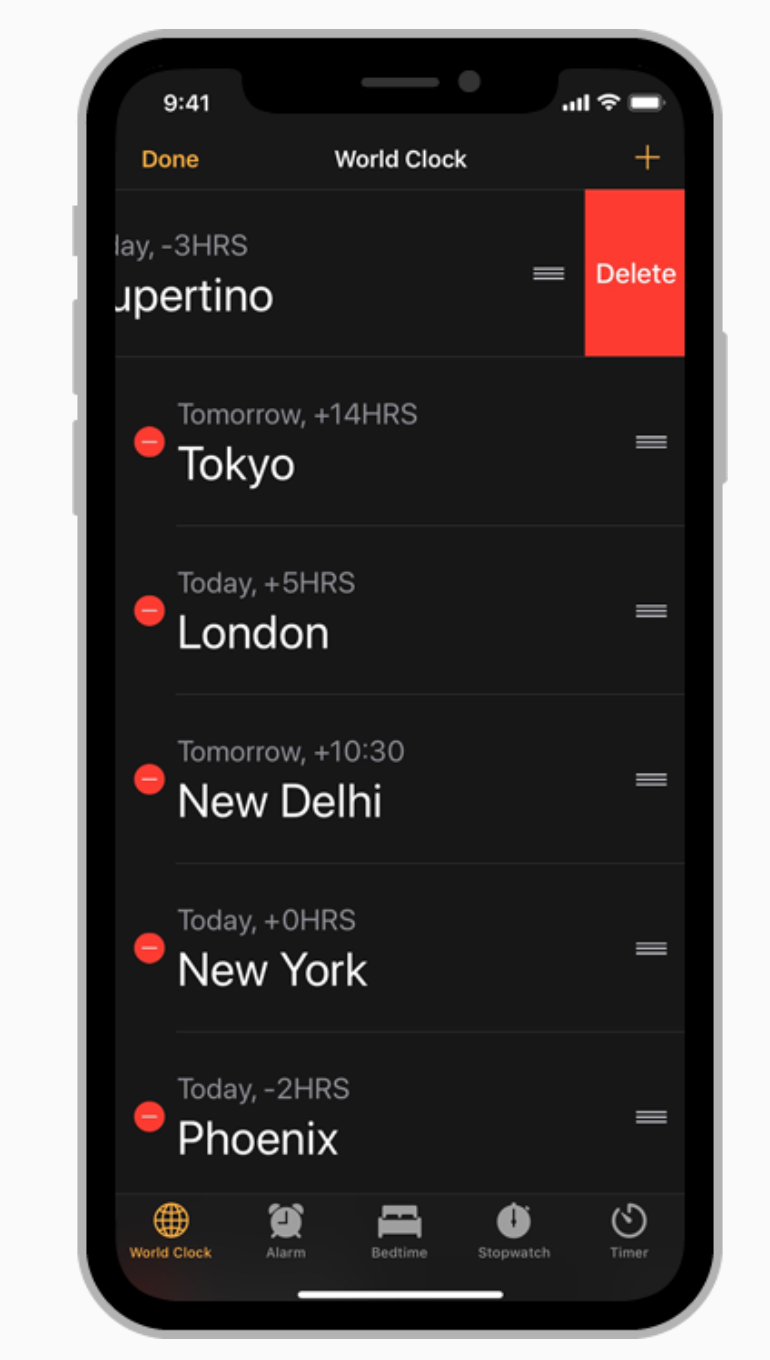 9:41
Done World Clock +
day, -3HRS
upertino
Delete
Tomorrow, +14HRS
Tokyo
Today, +5HRS
London
Tomorrow, +10:30
New Delhi
Today, +0HRS
New York
Today, -2HRS
Phoenix
World Clock Alarm Bedtime Stopwatch Timer